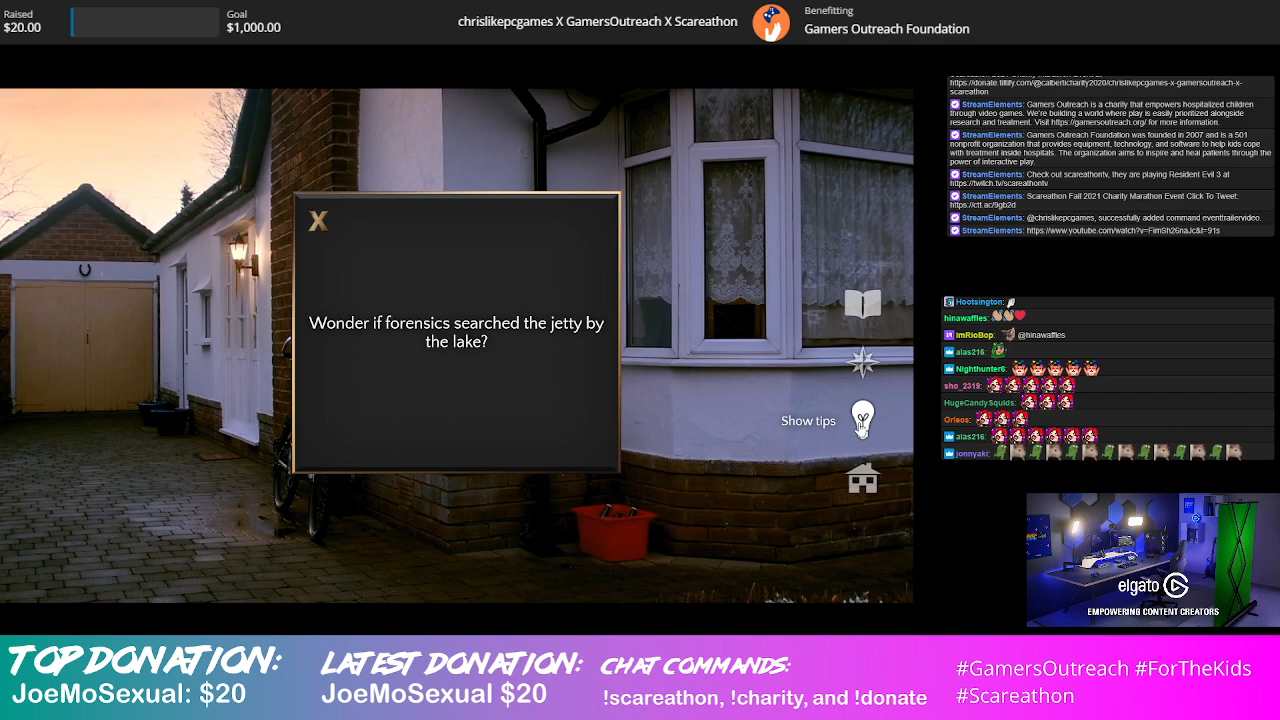 Raised
$20.00
Goal
$1,000.00
chrislikepcgames X GamersOutreach X Scareathon
Benefitting
Gamers Outreach Foundation
https://donate.tiltify.com/@calbertcharity2020/chrislikepcgames-x-gamersoutreach-x-
scareathon
StreamElements: Gamers Outreach is a charity that empowers hospitalized children
through video games. We're building a world where play is easily prioritized alongside
research and treatment. Visit https://gamersoutreach.org/ for more information.
StreamElements: Gamers Outreach Foundation was founded in 2007 and is a 501
nonprofit organization that provides equipment, technology, and software to help kids cope
with treatment inside hospitals. The organization aims to inspire and heal patients through the
power of interactive play.
StreamElements: Check out scareathontv, they are playing Resident Evil 3 at
https://twitch.tv/scareathontv
StreamElements: Scareathon Fall 2021 Charity Marathon Event Click To Tweet:
https://ctt.ac/9gb2d
StreamElements: @chrislikepcgames, successfully added command eventtrailervideo.
StreamElements: https://www.youtube.com/watch?v=FimSh26naJc&t=91s
X
Wonder if forensics searched the jetty by
the lake?
Show tips
Hootsington:
hinawaffles:
imRioBop: @hinawaffles
alas216:
Nighthunter6:
sho_2319:
HugeCandySquids:
Orieos:
alas216:
jonnyaki:
elgato
EMPOWERING CONTENT CREATORS
TOP DONATION:
JoeMoSexual: $20
LATEST DONATION:
JoeMoSexual $20
CHAT COMMANDS:
!scareathon, !charity, and !donate
#GamersOutreach #ForTheKids
#Scareathon